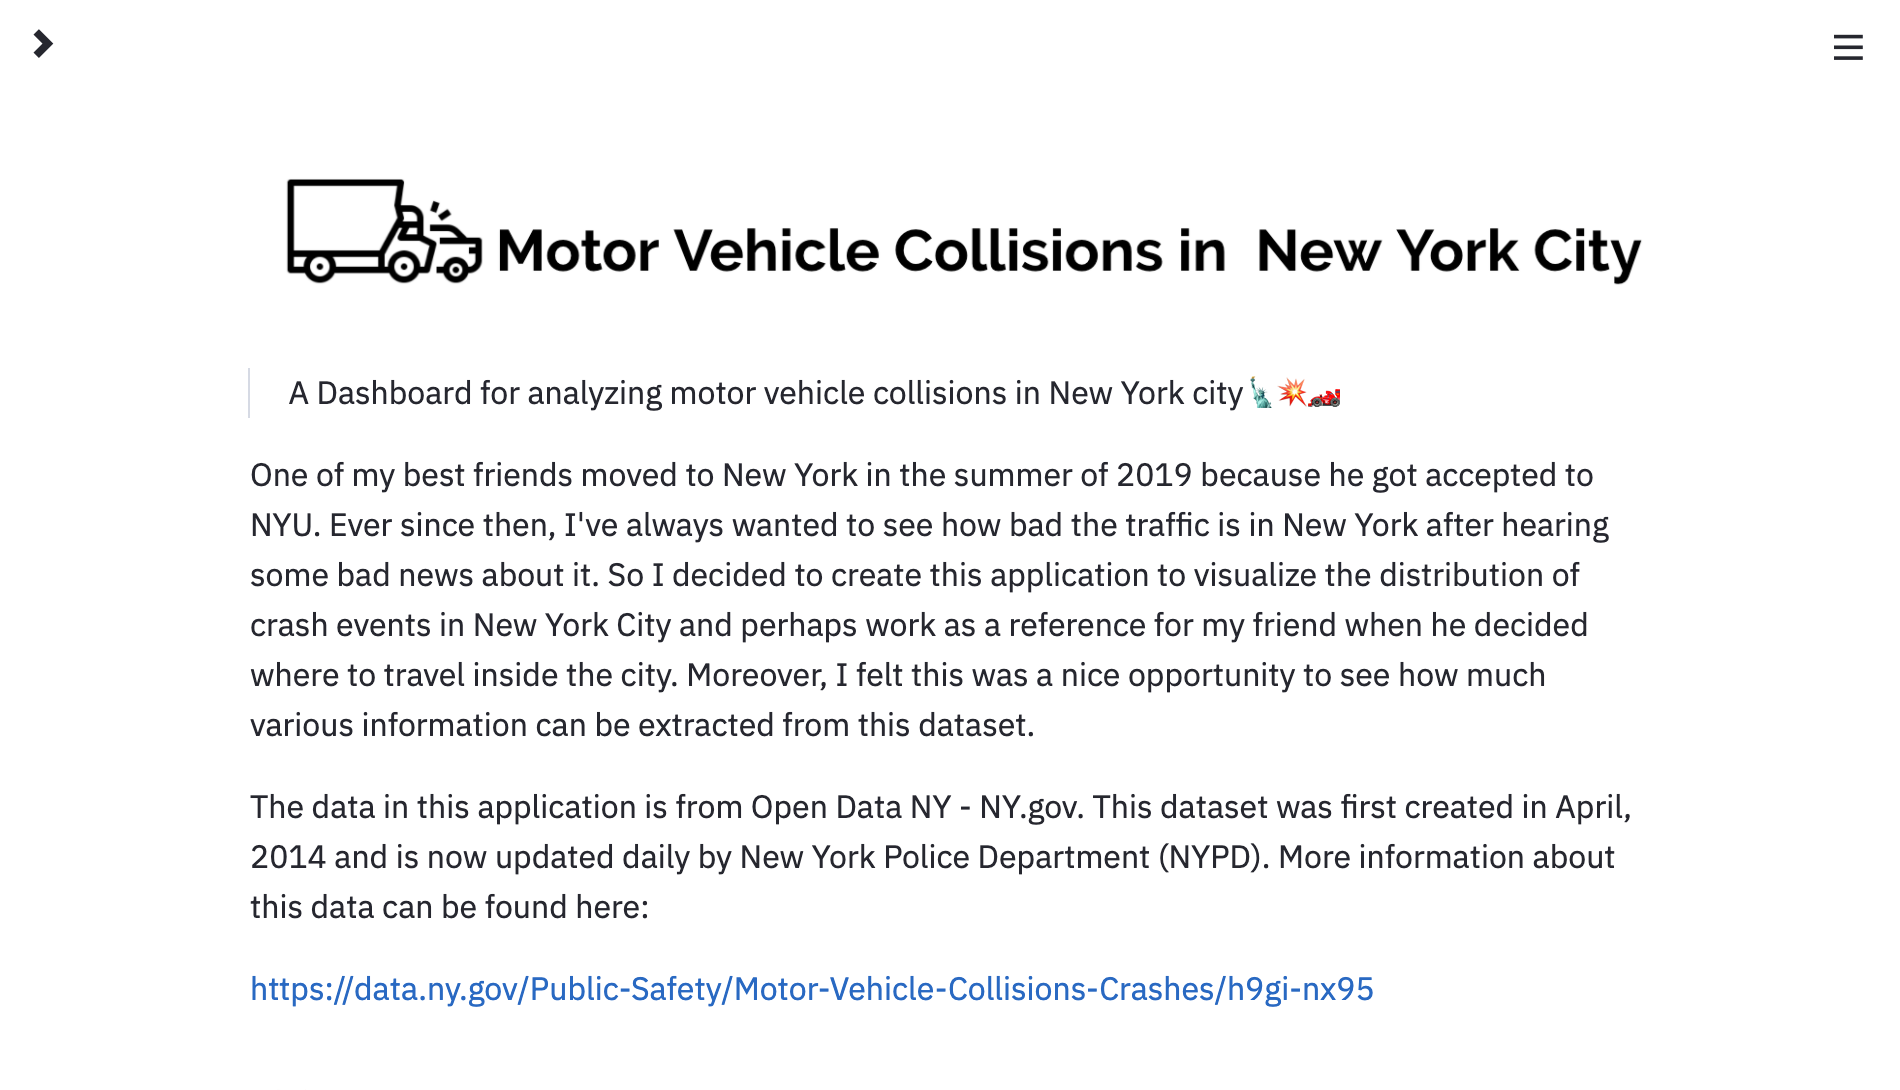 Motor Vehicle Collisions in New York City
A Dashboard for analyzing motor vehicle collisions in New York city🗽💥🏎
One of my best friends moved to New York in the summer of 2019 because he got accepted to
NYU. Ever since then, I've always wanted to see how bad the traffic is in New York after hearing
some bad news about it. So I decided to create this application to visualize the distribution of
crash events in New York City and perhaps work as a reference for my friend when he decided
where to travel inside the city. Moreover, I felt this was a nice opportunity to see how much
various information can be extracted from this dataset.
The data in this application is from Open Data NY - NY.gov. This dataset was first created in April,
2014 and is now updated daily by New York Police Department (NYPD). More information about
this data can be found here:
https://data.ny.gov/Public-Safety/Motor-Vehicle-Collisions-Crashes/h9gi-nx95